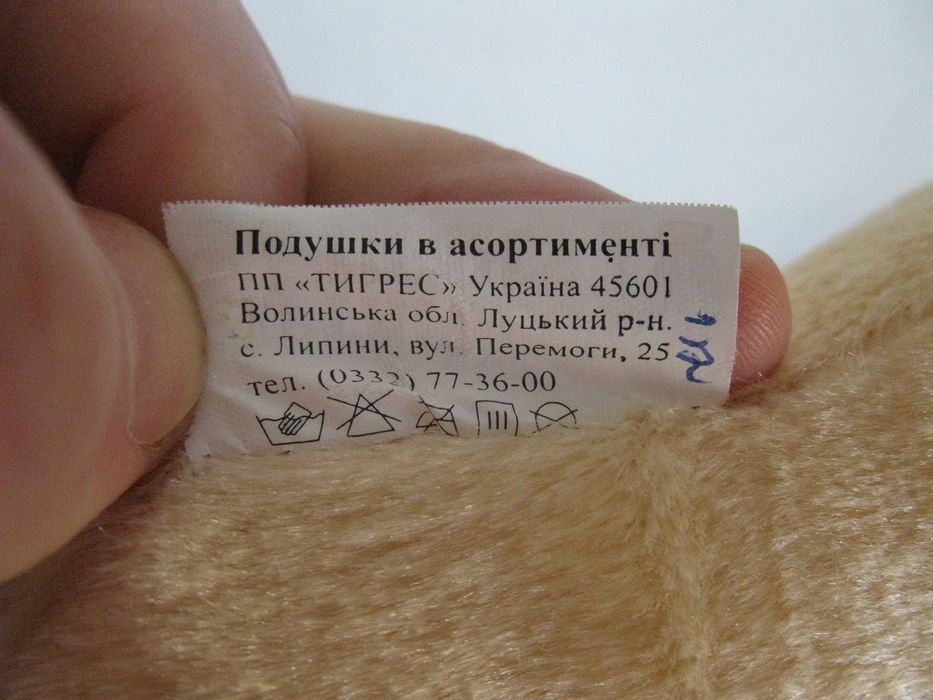 Подушки в асортименті
ПП «ТИГРЕС» Україна 45601
Волинська обл. Луцький р-н.
с. Липини, вул. Перемоги, 25
тел. (0332) 77-36-00